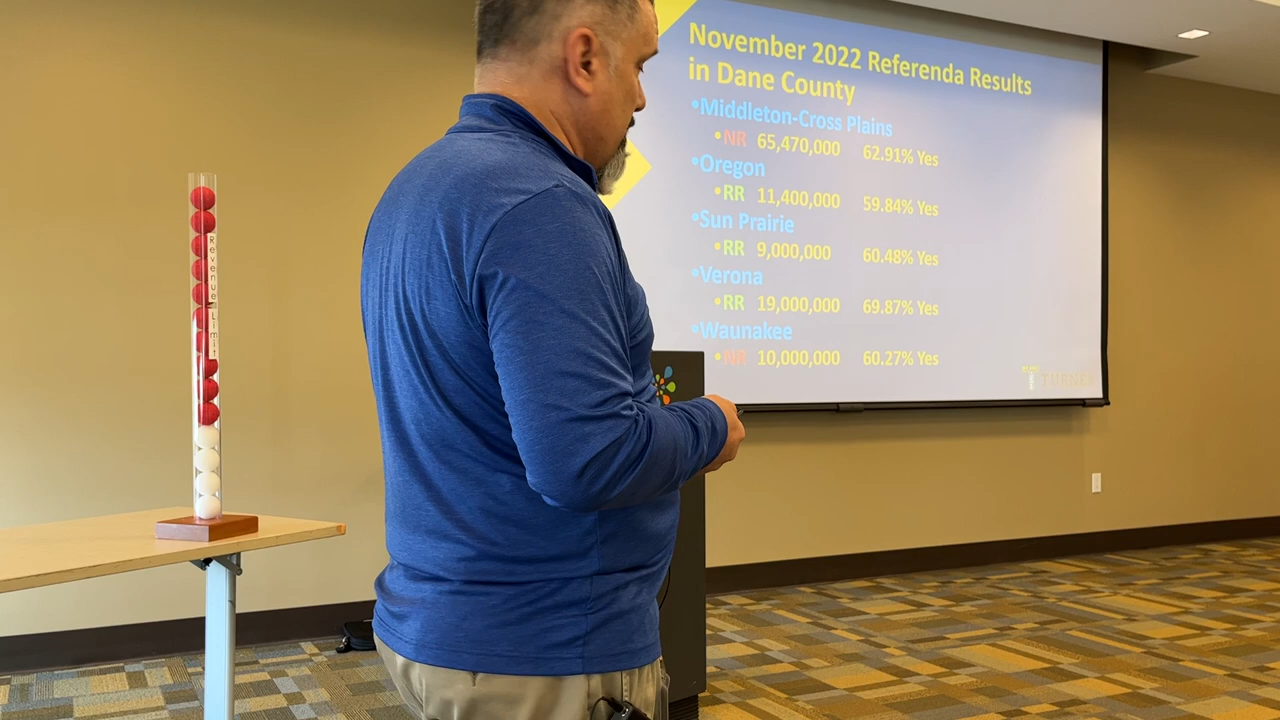 November 2022 Referenda Results
in Dane County
•Middleton-Cross Plains
•NR 65,470,000 62.91% Yes
•Oregon
•RR 11,400,000 59.84% Yes
•Sun Prairie
•RR 9,000,000 60.48% Yes
•Verona
•RR 19,000,000 69.87% Yes
•Waunakee
•NR 10,000,000 60.27% Yes
TURNER
Revenue Limit